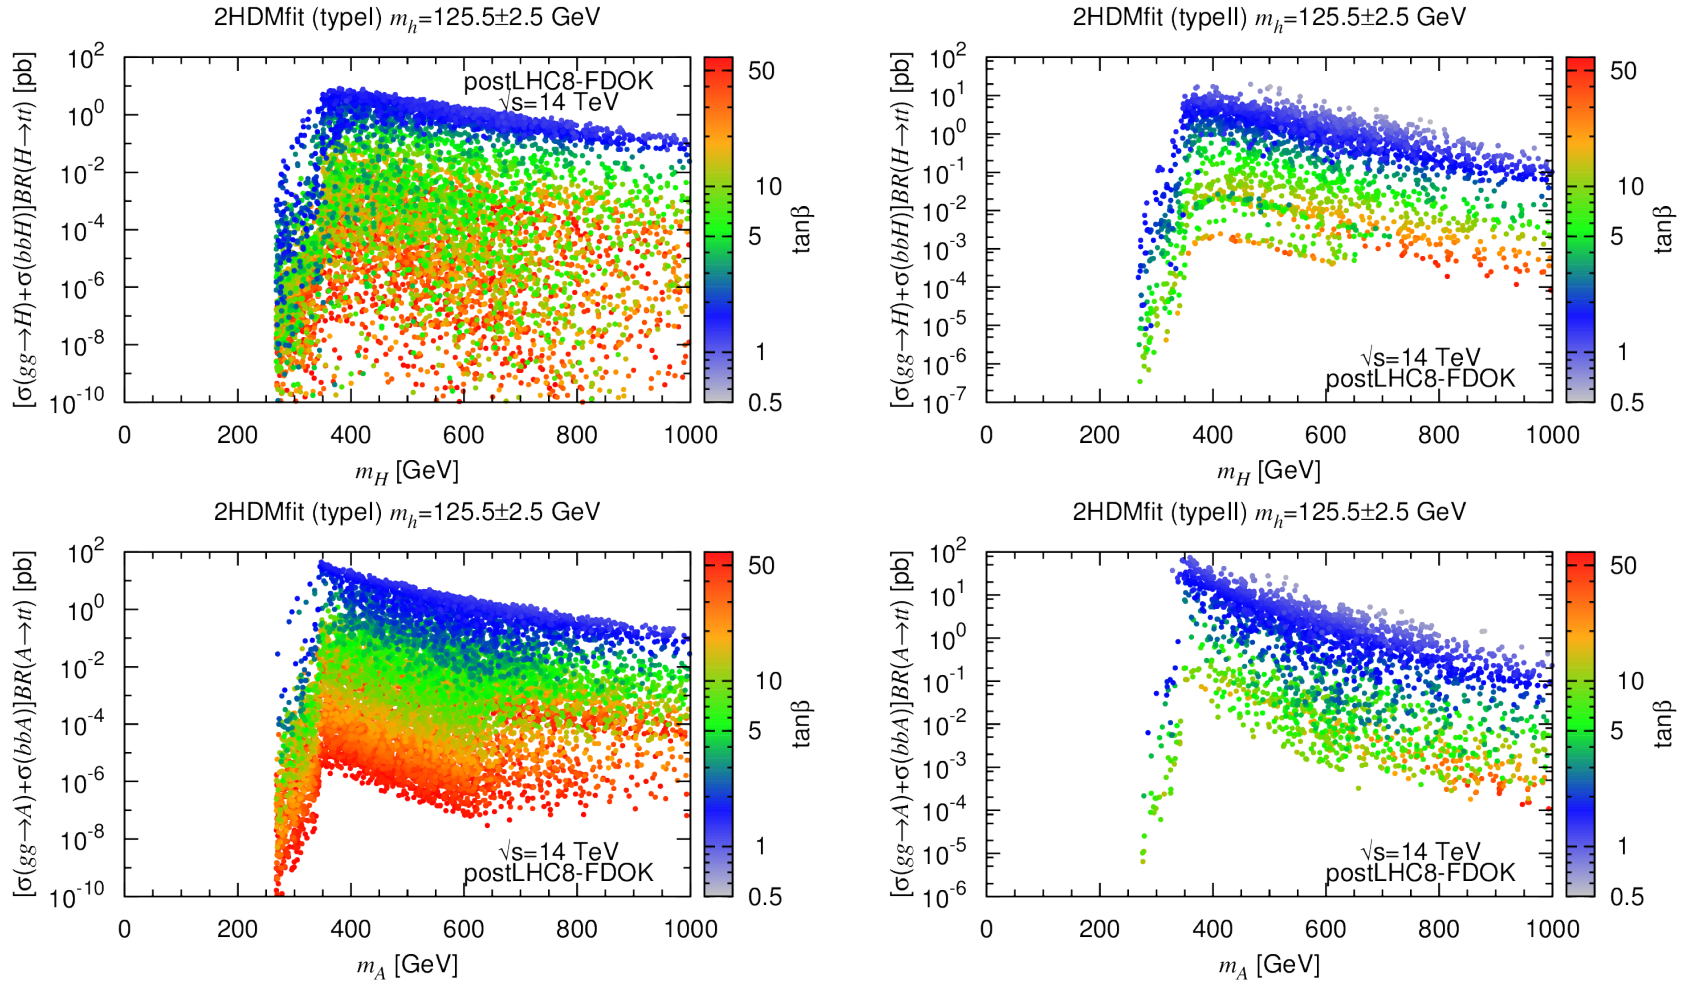 2HDMfit (typeI) m_h=125.5±2.5 GeV
[σ(gg→H)+σ(bbH)]BR(H→tt) [pb]
10^2
10^0
10^-2
10^-4
10^-6
10^-8
10^-10
postLHC8-FDOK
√s=14 TeV
0 200 400 600 800 1000
m_H [GeV]
50
10
5
1
0.5
tanβ
2HDMfit (typeII) m_h=125.5±2.5 GeV
[σ(gg→H)+σ(bbH)]BR(H→tt) [pb]
10^2
10^1
10^0
10^-1
10^-2
10^-3
10^-4
10^-5
10^-6
10^-7
√s=14 TeV
postLHC8-FDOK
0 200 400 600 800 1000
m_H [GeV]
50
10
5
1
0.5
tanβ
2HDMfit (typeI) m_h=125.5±2.5 GeV
[σ(gg→A)+σ(bbA)]BR(A→tt) [pb]
10^2
10^0
10^-2
10^-4
10^-6
10^-8
10^-10
√s=14 TeV
postLHC8-FDOK
0 200 400 600 800 1000
m_A [GeV]
50
10
5
1
0.5
tanβ
2HDMfit (typeII) m_h=125.5±2.5 GeV
[σ(gg→A)+σ(bbA)]BR(A→tt) [pb]
10^2
10^1
10^0
10^-1
10^-2
10^-3
10^-4
10^-5
10^-6
√s=14 TeV
postLHC8-FDOK
0 200 400 600 800 1000
m_A [GeV]
50
10
5
1
0.5
tanβ